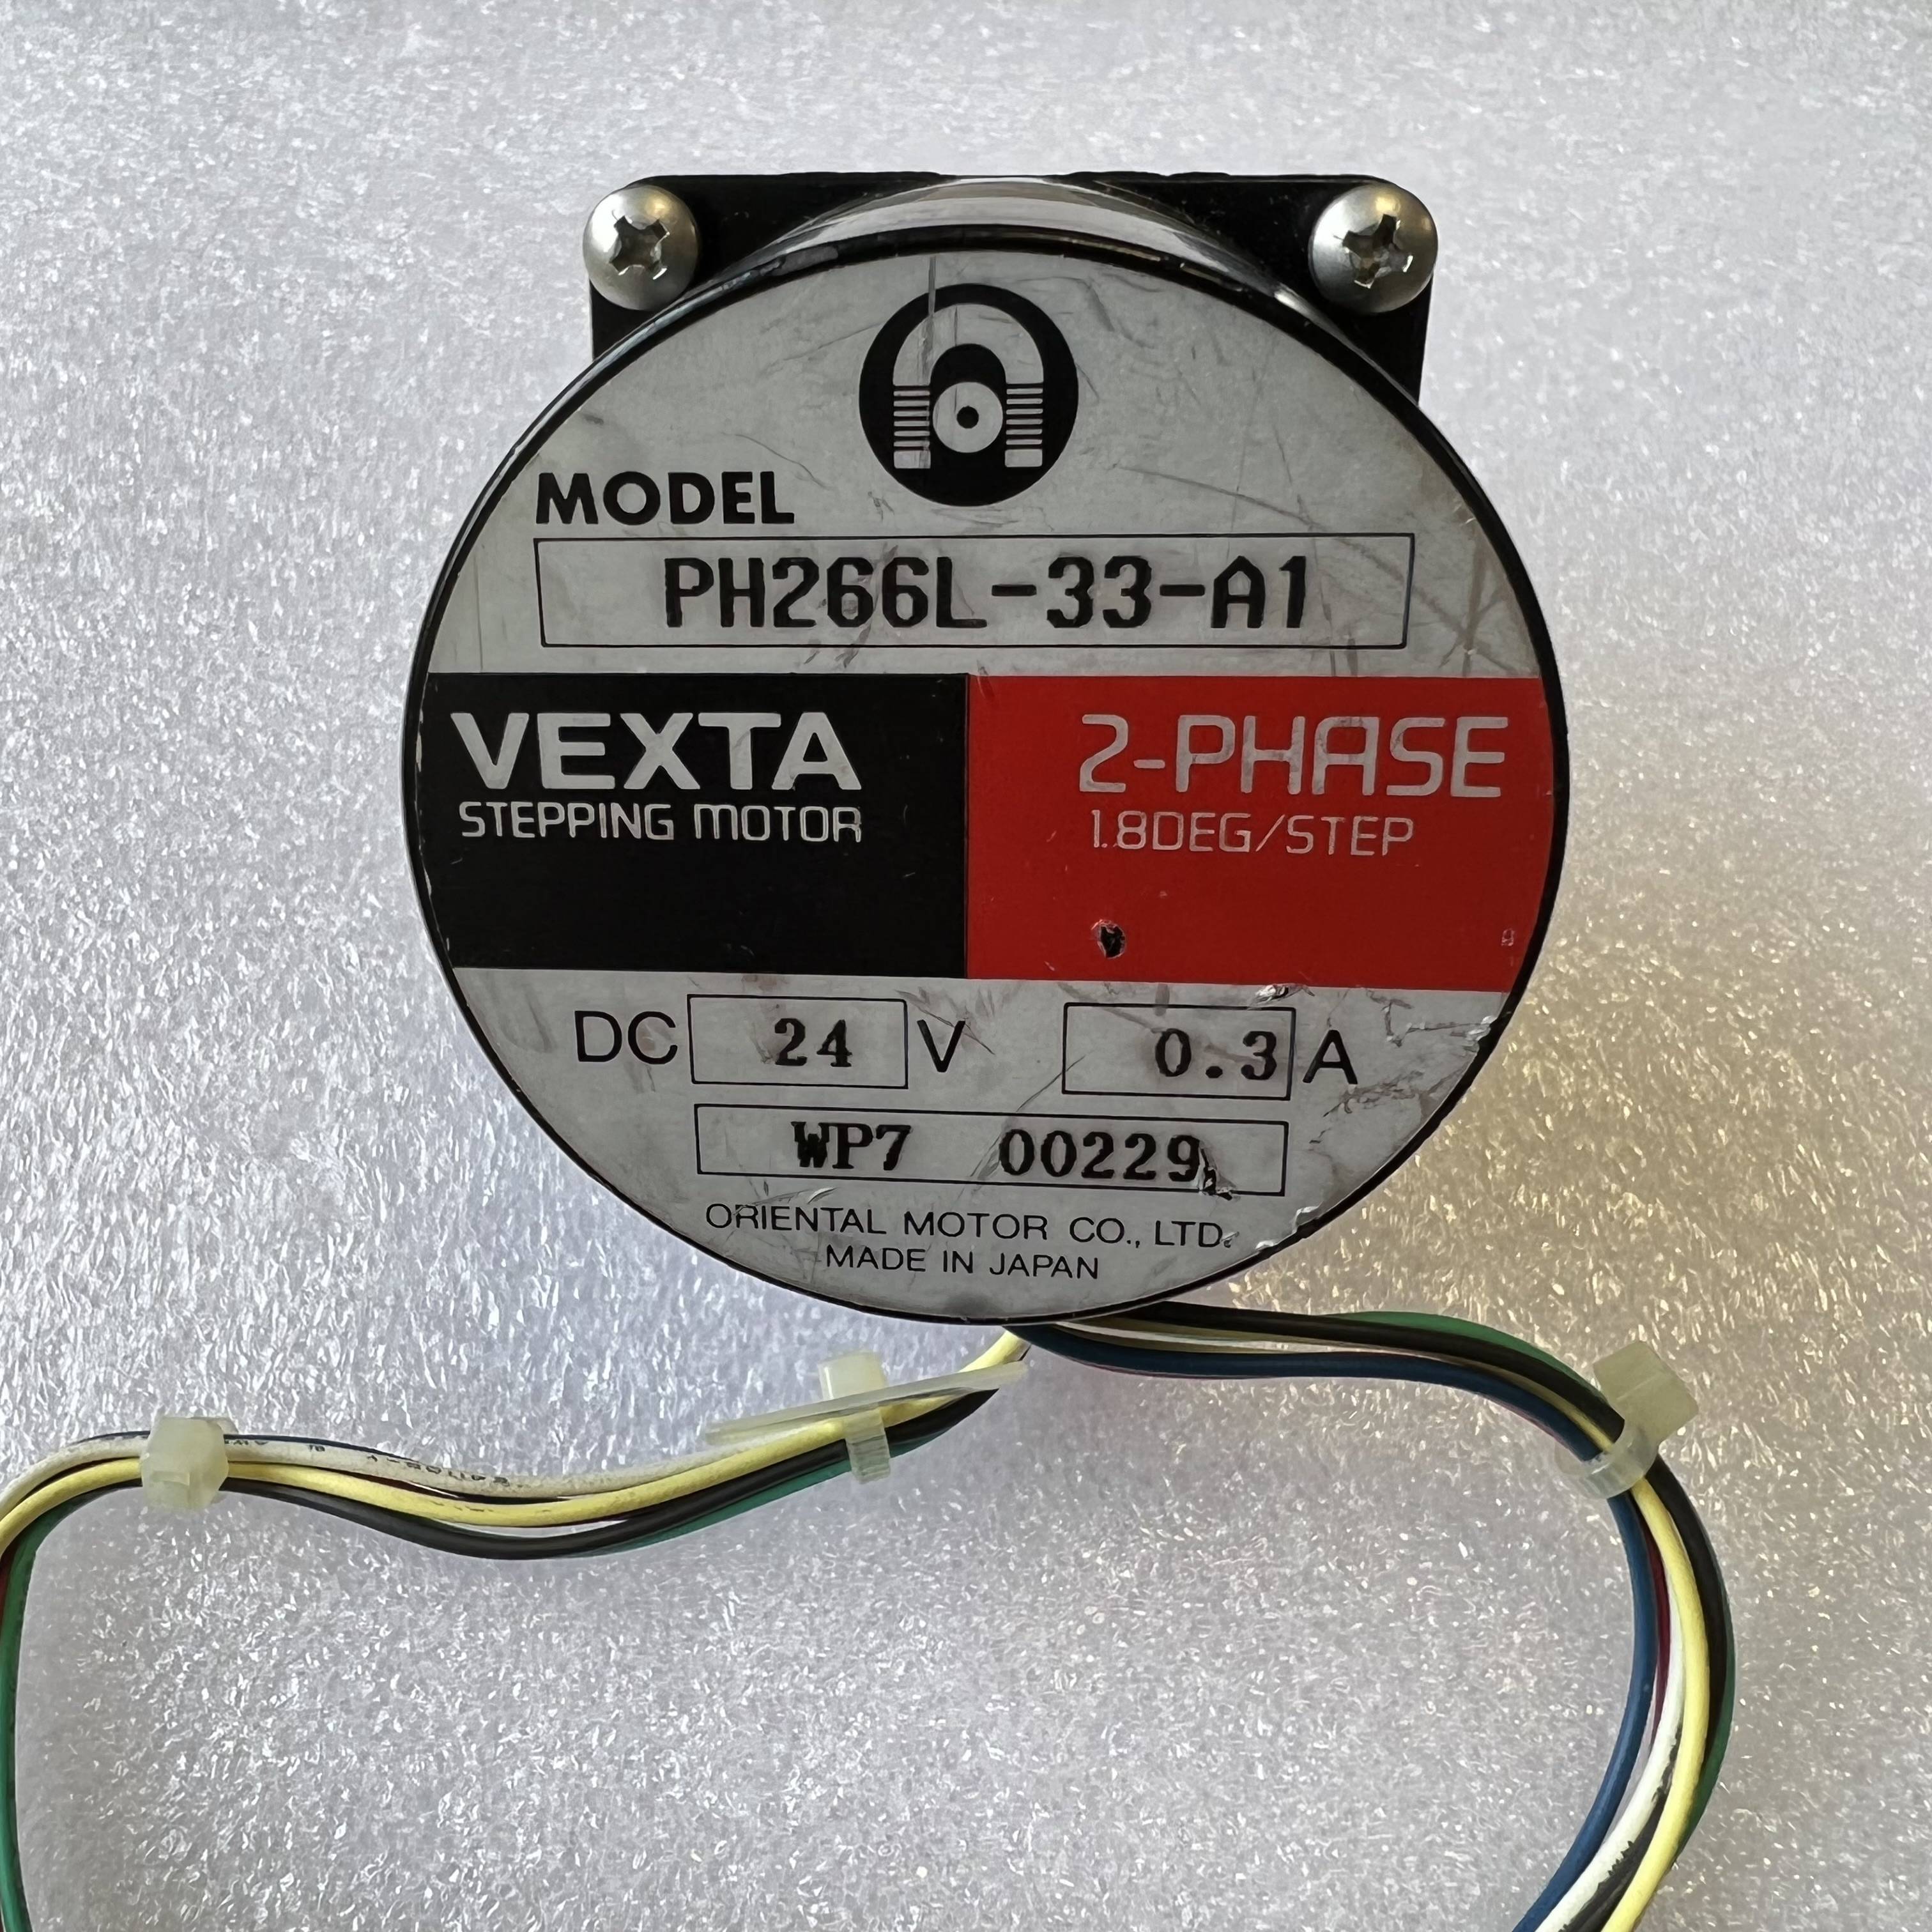 MODEL
PH266L-33-A1
VEXTA
STEPPING MOTOR
2-PHASE
1.8DEG/STEP
DC 24 V 0.3 A
WP7 00229
ORIENTAL MOTOR CO., LTD.
MADE IN JAPAN